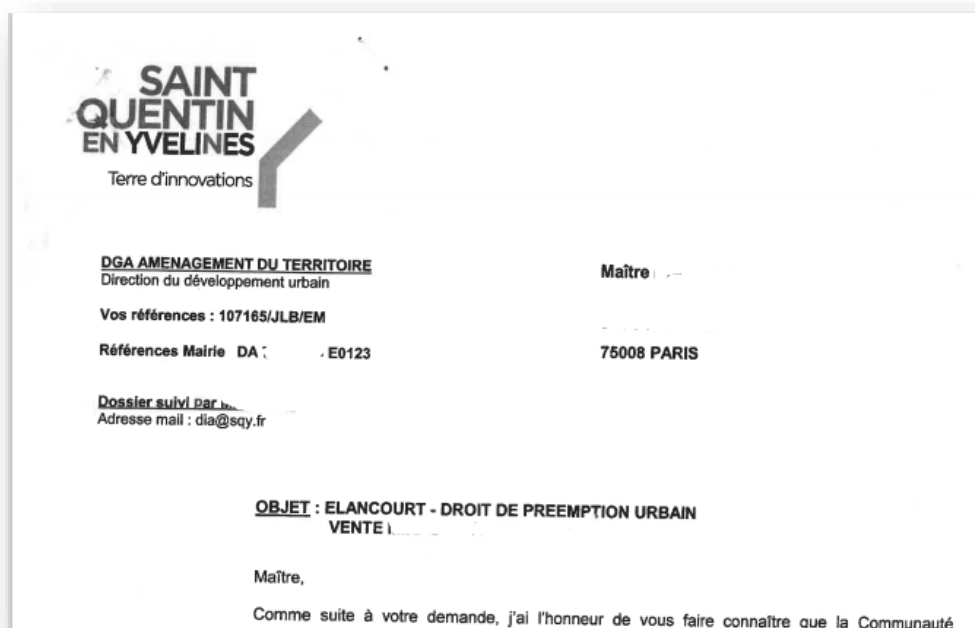 SAINT
QUENTIN
EN YVELINES
Terre d'innovations
DGA AMENAGEMENT DU TERRITOIRE
Direction du développement urbain
Maître
Vos références : 107165/JLB/EM
Références Mairie DA E0123
75008 PARIS
Dossier suivi par
Adresse mail : dia@sqy.fr
OBJET : ELANCOURT - DROIT DE PREEMPTION URBAIN
VENTE
Maître,
Comme suite à votre demande, j'ai l'honneur de vous faire connaître que la Communauté